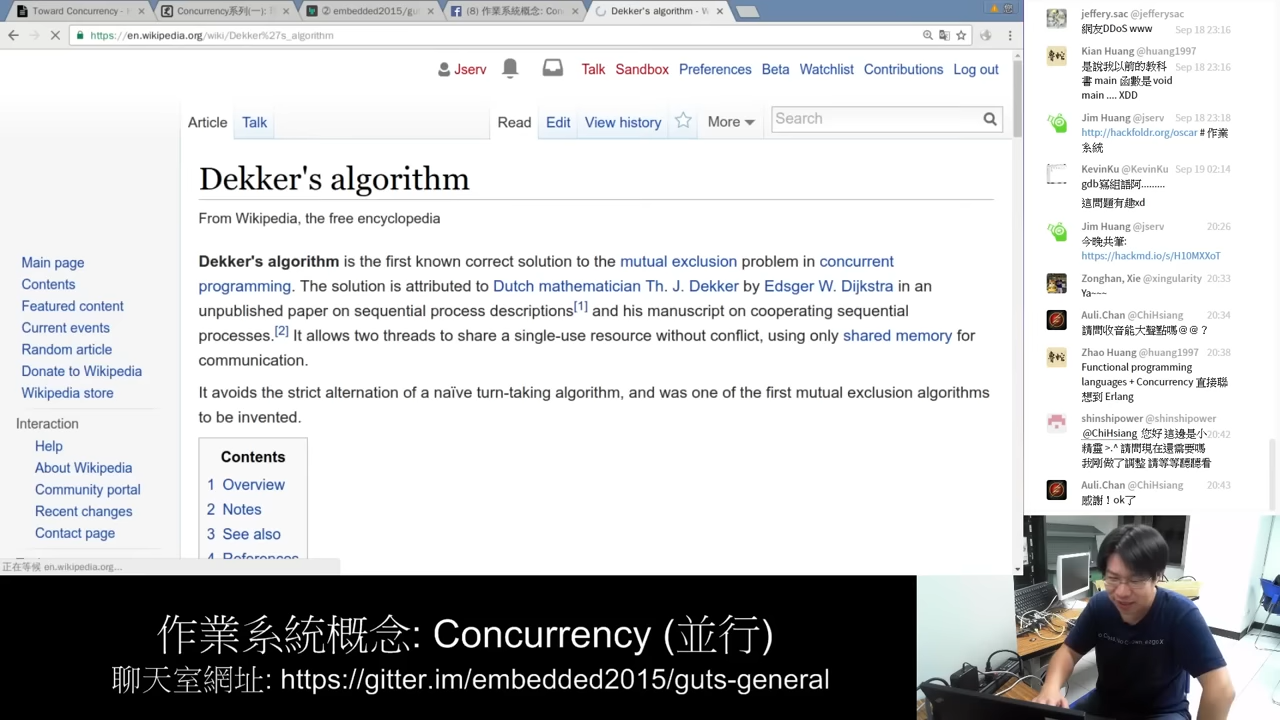 Toward Concurrency - H
Concurrency系列(一): 
② embedded2015/gu
(8) 作業系統概念: Con
Dekker's algorithm - W
https://en.wikipedia.org/wiki/Dekker%27s_algorithm
Jserv
Talk
Sandbox
Preferences
Beta
Watchlist
Contributions
Log out
Article
Talk
Read
Edit
View history
More
Search
Dekker's algorithm
From Wikipedia, the free encyclopedia
Dekker's algorithm is the first known correct solution to the mutual exclusion problem in concurrent
programming. The solution is attributed to Dutch mathematician Th. J. Dekker by Edsger W. Dijkstra in an
unpublished paper on sequential process descriptions[1] and his manuscript on cooperating sequential
processes.[2] It allows two threads to share a single-use resource without conflict, using only shared memory for
communication.
It avoids the strict alternation of a naïve turn-taking algorithm, and was one of the first mutual exclusion algorithms
to be invented.
Contents
1 Overview
2 Notes
3 See also
4 References
Main page
Contents
Featured content
Current events
Random article
Donate to Wikipedia
Wikipedia store
Interaction
Help
About Wikipedia
Community portal
Recent changes
Contact page
正在等候 en.wikipedia.org...
jeffery.sac @jefferysac
網友DDoS www
Sep 18 23:16
Kian Huang @huang1997
是說我以前的教科 Sep 18 23:16
書 main 函數是 void
main .... XDD
Jim Huang @jserv Sep 18 23:18
http://hackfoldr.org/oscar # 作業
系統
KevinKu @KevinKu Sep 19 02:14
gdb寫組語阿.........
這問題有趣xd
Jim Huang @jserv 20:26
今晚共筆:
https://hackmd.io/s/H10MXXoT
Zonghan, Xie @xingularity 20:33
Ya~~~
Auli.Chan @ChiHsiang 20:34
請問收音能大聲點嗎＠＠？
Zhao Huang @huang1997 20:38
Functional programming
languages + Concurrency 直接聯
想到 Erlang
shinshipower @shinshipower
@ChiHsiang 您好 這邊是小 20:42
精靈 >.^ 請問現在還需要嗎
我剛做了調整 請等等聽聽看
Auli.Chan @ChiHsiang 20:43
感謝！ok了
作業系統概念: Concurrency (並行)
聊天室網址: https://gitter.im/embedded2015/guts-general